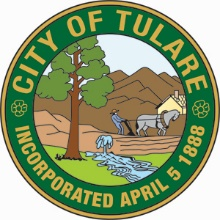 CITY OF TULARE
INCORPORATED APRIL 5 1888